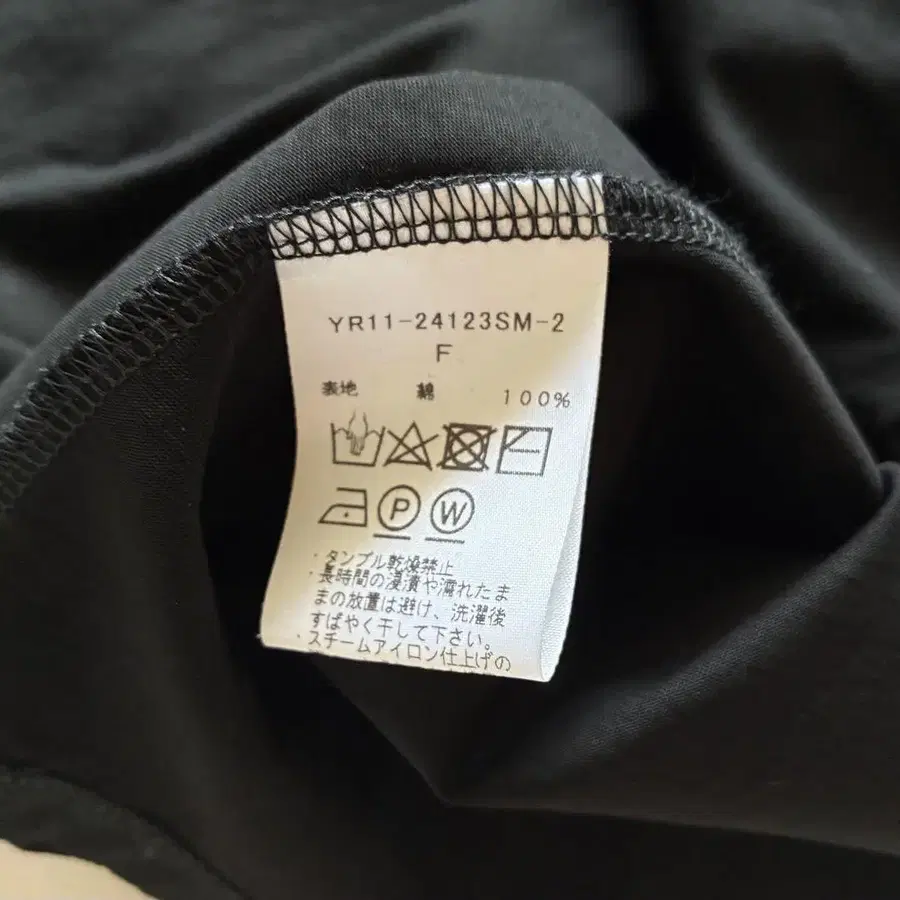 YR11-24123SM-2
F
表地 綿 100%
P W
・タンブル乾燥禁止
・長時間の浸漬や濡れたま
まの放置は避け、洗濯後
すばやく干して下さい。
・スチームアイロン仕上げの